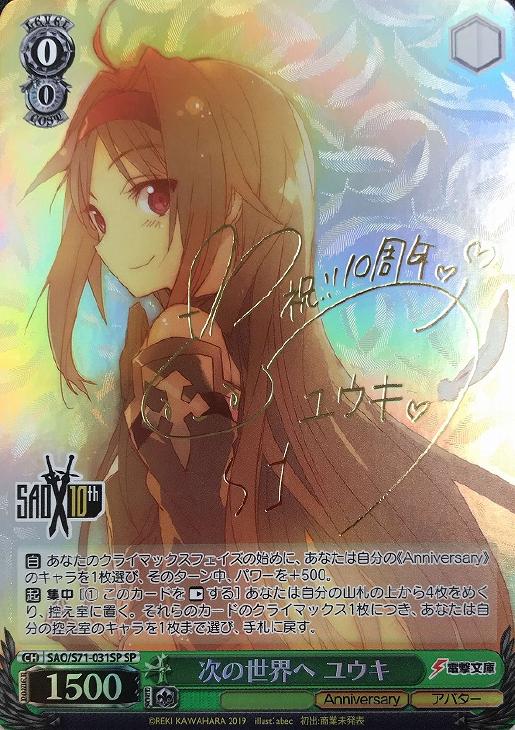 LEVEL
0
0
COST
祝!!!10周年♡♡
ユウキ♡
SAO 10th
自 あなたのクライマックスフェイズの始めに、あなたは自分の《Anniversary》
のキャラを1枚選び、そのターン中、パワーを+500。
起 集中 [① このカードを する] あなたは自分の山札の上から4枚をめ
くり、控え室に置く。それらのカードのクライマックス1枚につき、あなたは自
分の控え室のキャラを1枚まで選び、手札に戻す。
CH SAO/S71-031SP SP
POWER
1500
次の世界へ ユウキ
電撃文庫
Anniversary アバター
©REKI KAWAHARA 2019 illust:abec 初出:商業未発表